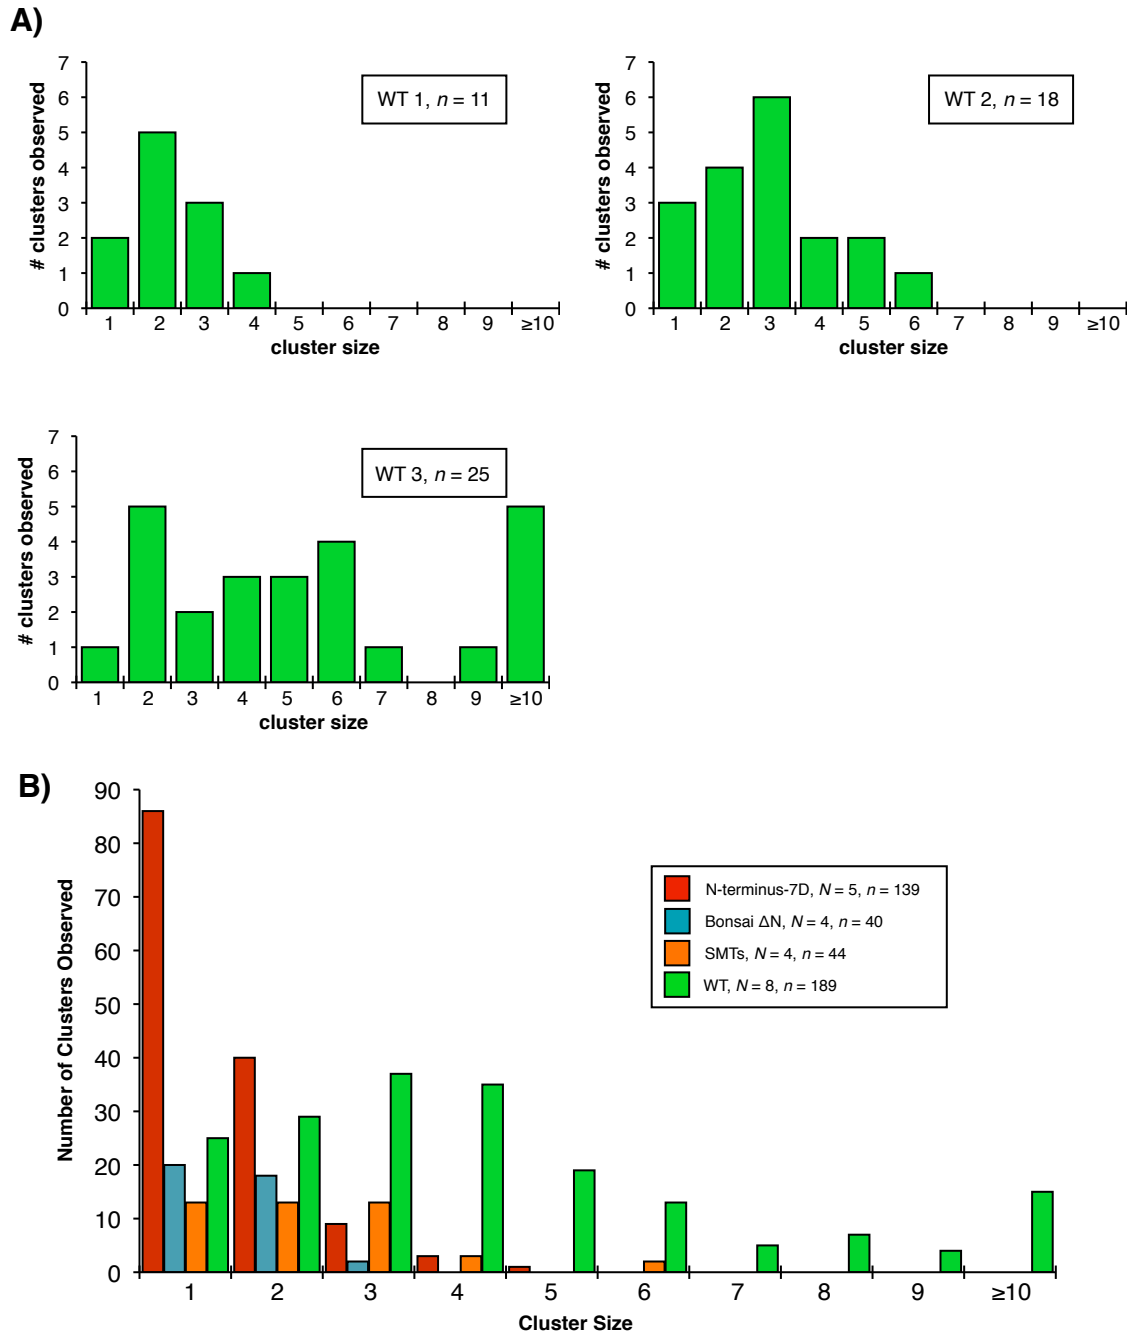 A)
7
6
5
4
3
2
1
0
# clusters observed
WT 1, n = 11
1 2 3 4 5 6 7 8 9 ≥10
cluster size
7
6
5
4
3
2
1
0
# clusters observed
WT 2, n = 18
1 2 3 4 5 6 7 8 9 ≥10
cluster size
7
6
5
4
3
2
1
0
# clusters observed
WT 3, n = 25
1 2 3 4 5 6 7 8 9 ≥10
cluster size
B)
90
80
70
60
50
40
30
20
10
0
Number of Clusters Observed
N-terminus-7D, N = 5, n = 139
Bonsai ΔN, N = 4, n = 40
SMTs, N = 4, n = 44
WT, N = 8, n = 189
1 2 3 4 5 6 7 8 9 ≥10
Cluster Size